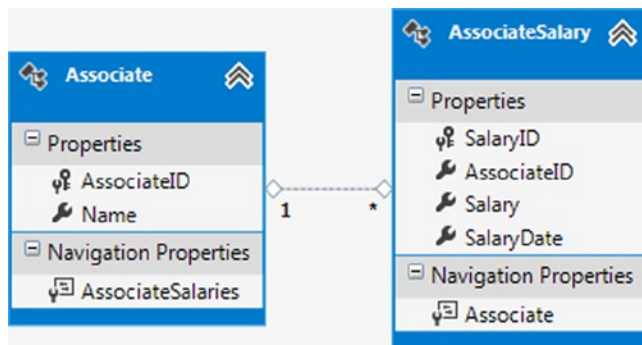 Associate
Properties
AssociateID
Name
Navigation Properties
AssociateSalaries
1
*
AssociateSalary
Properties
SalaryID
AssociateID
Salary
SalaryDate
Navigation Properties
Associate